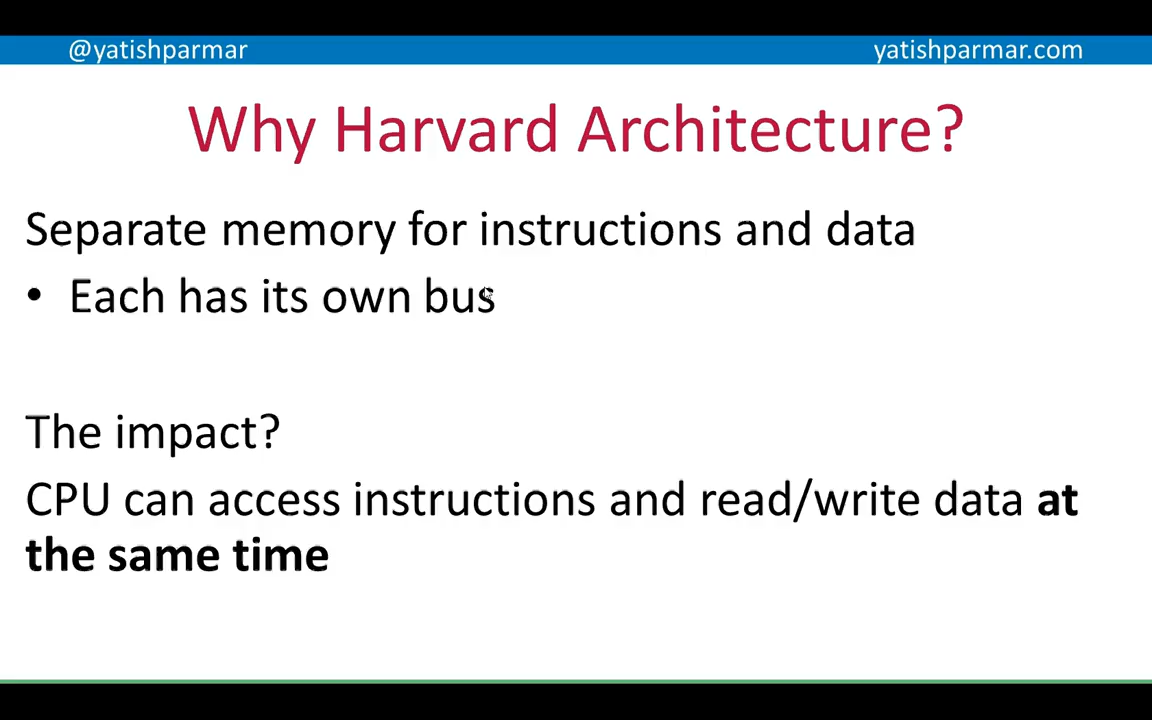 @yatishparmar
yatishparmar.com
Why Harvard Architecture?
Separate memory for instructions and data
• Each has its own bus
The impact?
CPU can access instructions and read/write data at
the same time